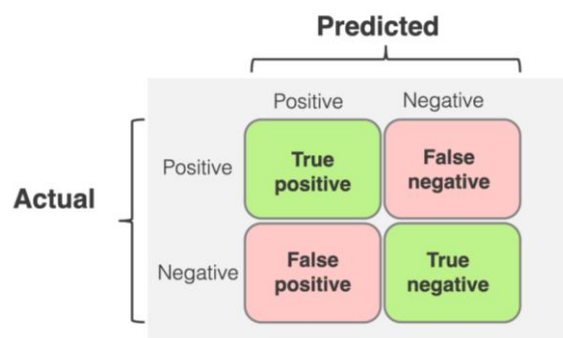 Predicted
Positive Negative
Positive
True
positive
False
negative
Actual
Negative
False
positive
True
negative